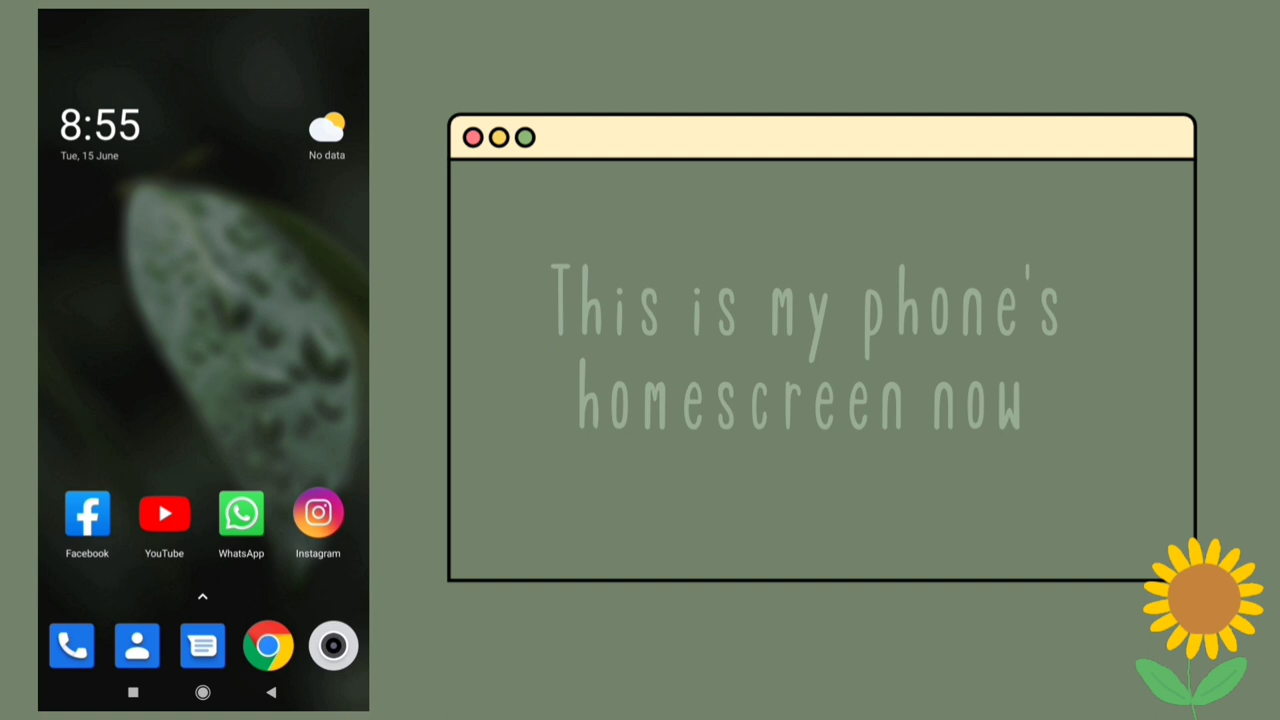 8:55
Tue, 15 June
No data
Facebook YouTube WhatsApp Instagram
This is my phone's
homescreen now